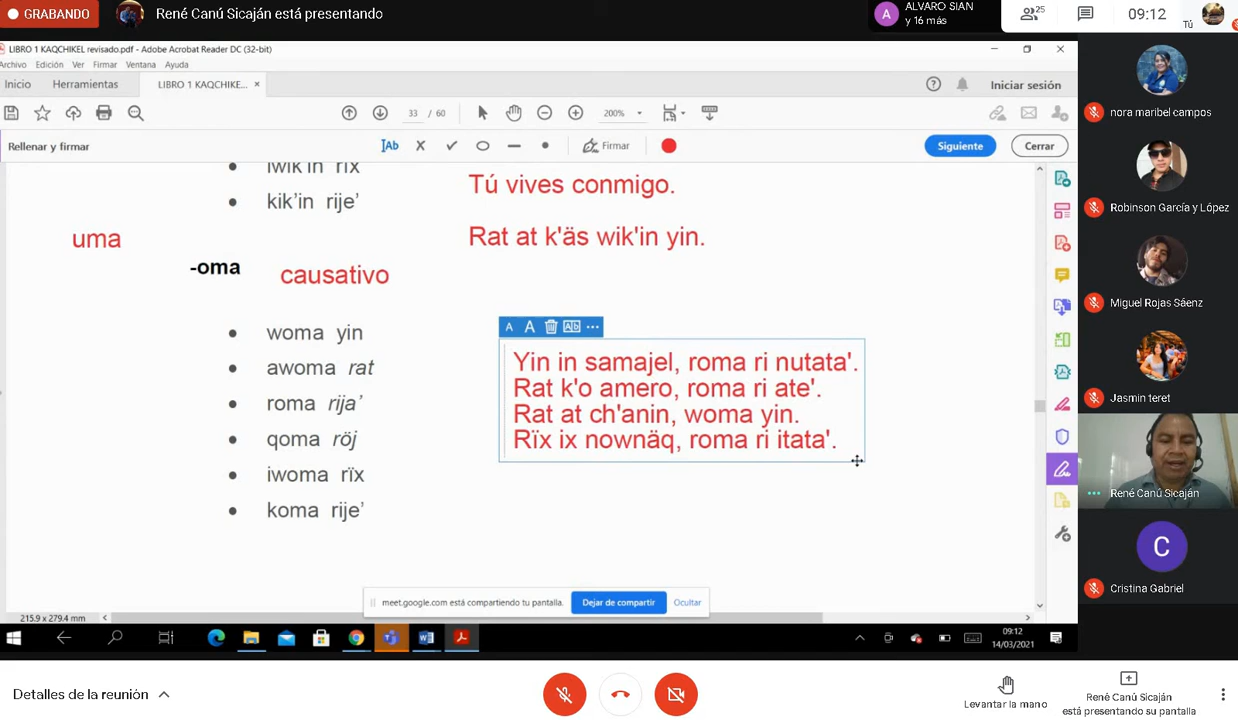 GRABANDO
René Canú Sicaján está presentando
ALVARO SIAN
y 16 más
A
25
09:12
Tú
LIBRO 1 KAQCHIKEL revisado.pdf - Adobe Acrobat Reader DC (32-bit)
Archivo Edición Ver Firmar Ventana Ayuda
Inicio Herramientas LIBRO 1 KAQCHIKE... × Iniciar sesión
33 / 60 200%
Rellenar y firmar Ab Firmar Siguiente Cerrar
iwik'in rïx
kik'in rije’
Tú vives conmigo.
uma
Rat at k'äs wik'in yin.
-oma causativo
• woma yin
• awoma rat
• roma rija’
• qoma röj
• iwoma rïx
• koma rije’
A A Ab ...
Yin in samajel, roma ri nutata'.
Rat k'o amero, roma ri ate'.
Rat at ch'anin, woma yin.
Rïx ix nownäq, roma ri itata'.
meet.google.com está compartiendo tu pantalla. Dejar de compartir Ocultar
215.9 x 279.4 mm
09:12
14/03/2021
nora maribel campos
Robinson García y López
Miguel Rojas Sáenz
Jasmin teret
René Canú Sicaján
C
Cristina Gabriel
Detalles de la reunión
Levantar la mano
René Canú Sicaján
está presentando su pantalla